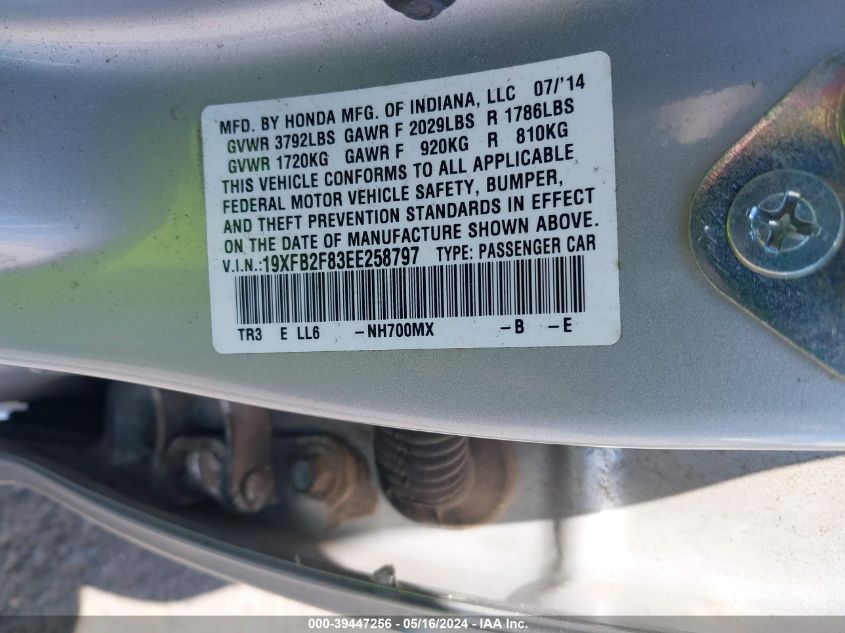 MFD. BY HONDA MFG. OF INDIANA, LLC 07/'14
GVWR 3792LBS GAWR F 2029LBS R 1786LBS
GVWR 1720KG GAWR F 920KG R 810KG
THIS VEHICLE CONFORMS TO ALL APPLICABLE
FEDERAL MOTOR VEHICLE SAFETY, BUMPER,
AND THEFT PREVENTION STANDARDS IN EFFECT
ON THE DATE OF MANUFACTURE SHOWN ABOVE.
V.I.N.:19XFB2F83EE258797 TYPE: PASSENGER CAR
TR3 E LL6 -NH700MX -B -E
000-39447256 - 05/16/2024 - IAA Inc.